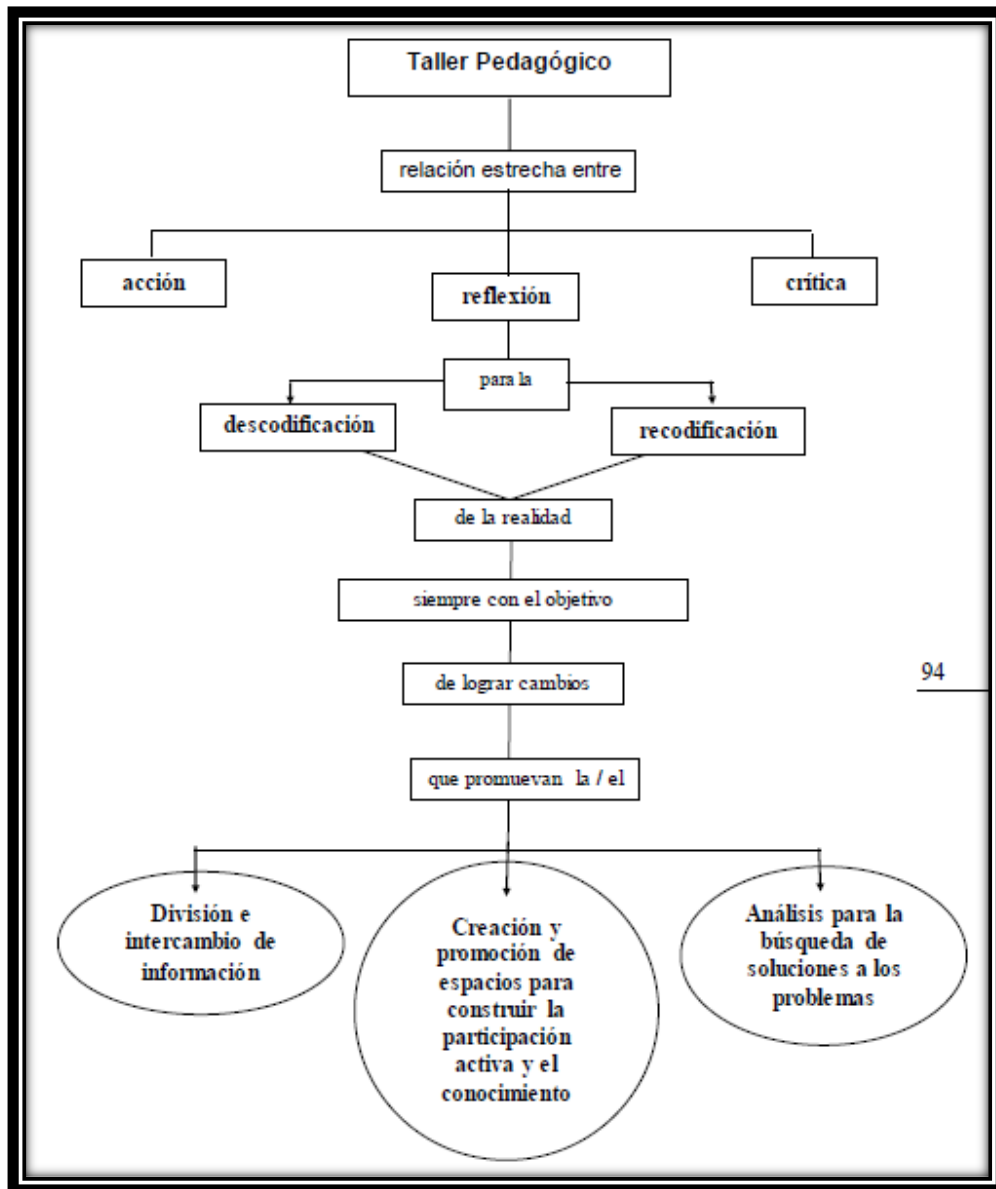 Taller Pedagógico
relación estrecha entre
acción
reflexión
crítica
para la
descodificación
recodificación
de la realidad
siempre con el objetivo
de lograr cambios
94
que promuevan la / el
División e
intercambio de
información
Creación y
promoción de
espacios para
construir la
participación
activa y el
conocimiento
Análisis para la
búsqueda de
soluciones a los
problemas